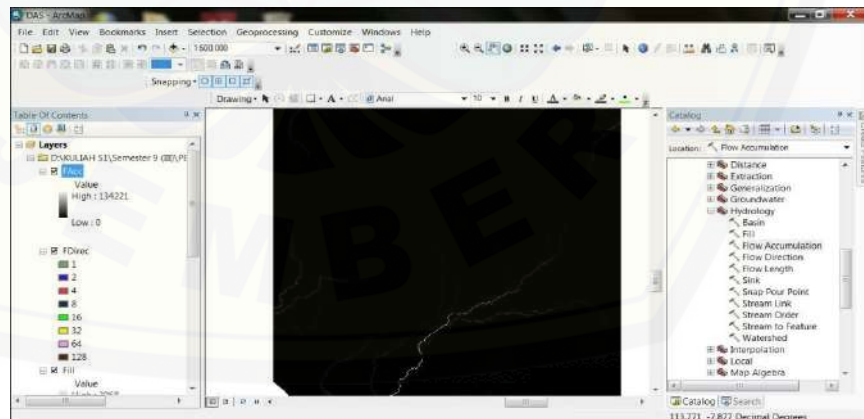 DAS - ArcMap
File Edit View Bookmarks Insert Selection Geoprocessing Customize Windows Help
Snapping
Drawing A Arial 10 B I U A
Table Of Contents
Layers
D:\KULIAH S1\Semester 9
FAcc
Value
High : 134221
Low : 0
FDirec
1
2
4
8
16
32
64
128
Fill
Value
Catalog
Location: Flow Accumulation
Distance
Extraction
Generalization
Groundwater
Hydrology
Basin
Fill
Flow Accumulation
Flow Direction
Flow Length
Sink
Snap Pour Point
Stream Link
Stream Order
Stream to Feature
Watershed
Interpolation
Local
Map Algebra
Catalog Search
113,771 -7,827 Decimal Degrees
EMBER